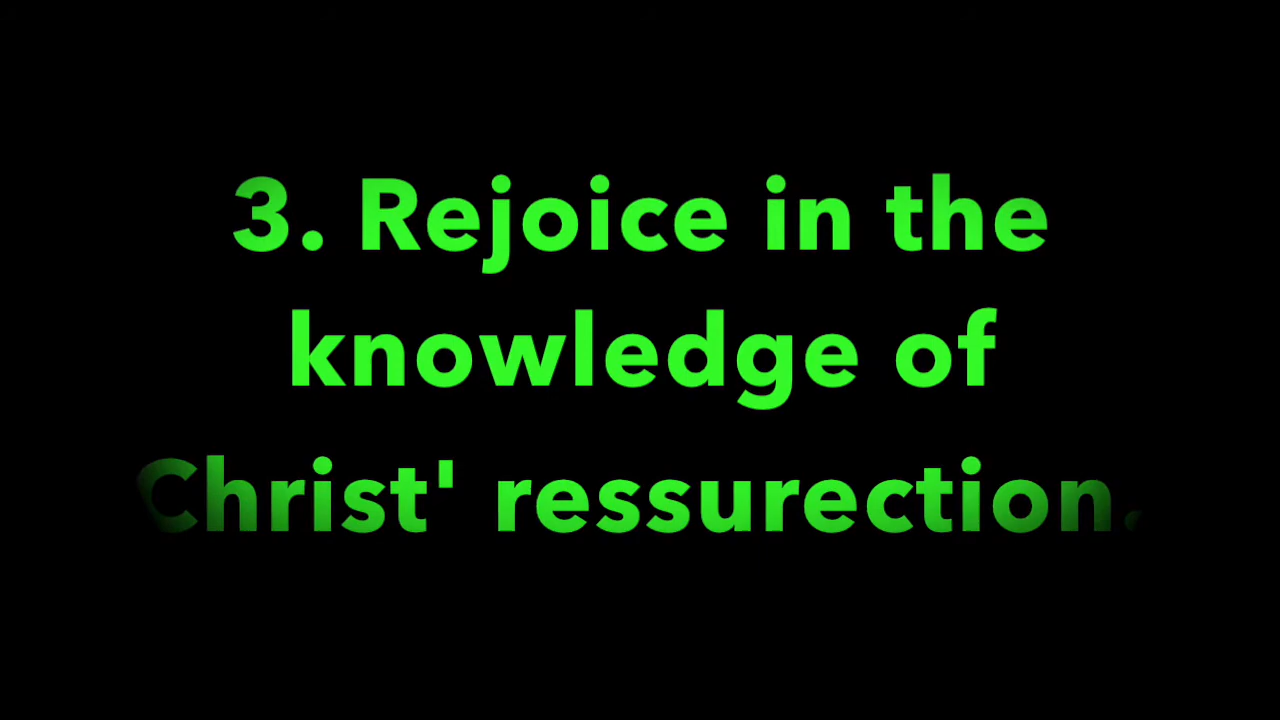 3. Rejoice in the
knowledge of
Christ' ressurection.